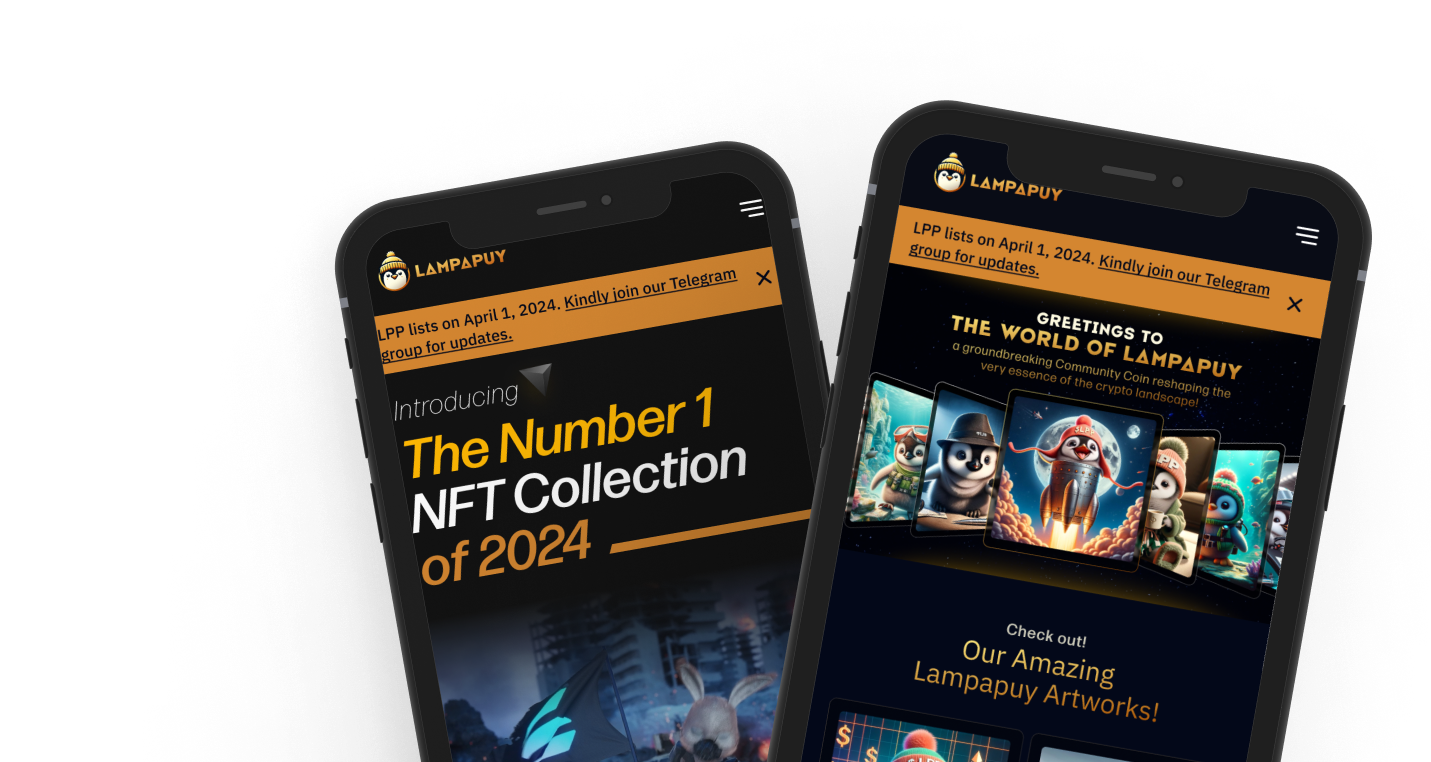 LAMPAPUY
LPP lists on April 1, 2024. Kindly join our Telegram
group for updates.
Introducing
The Number 1
NFT Collection
of 2024
LAMPAPUY
LPP lists on April 1, 2024. Kindly join our Telegram
group for updates.
GREETINGS TO
THE WORLD OF LAMPAPUY
a groundbreaking Community Coin reshaping the
very essence of the crypto landscape!
Check out!
Our Amazing
Lampapuy Artworks!